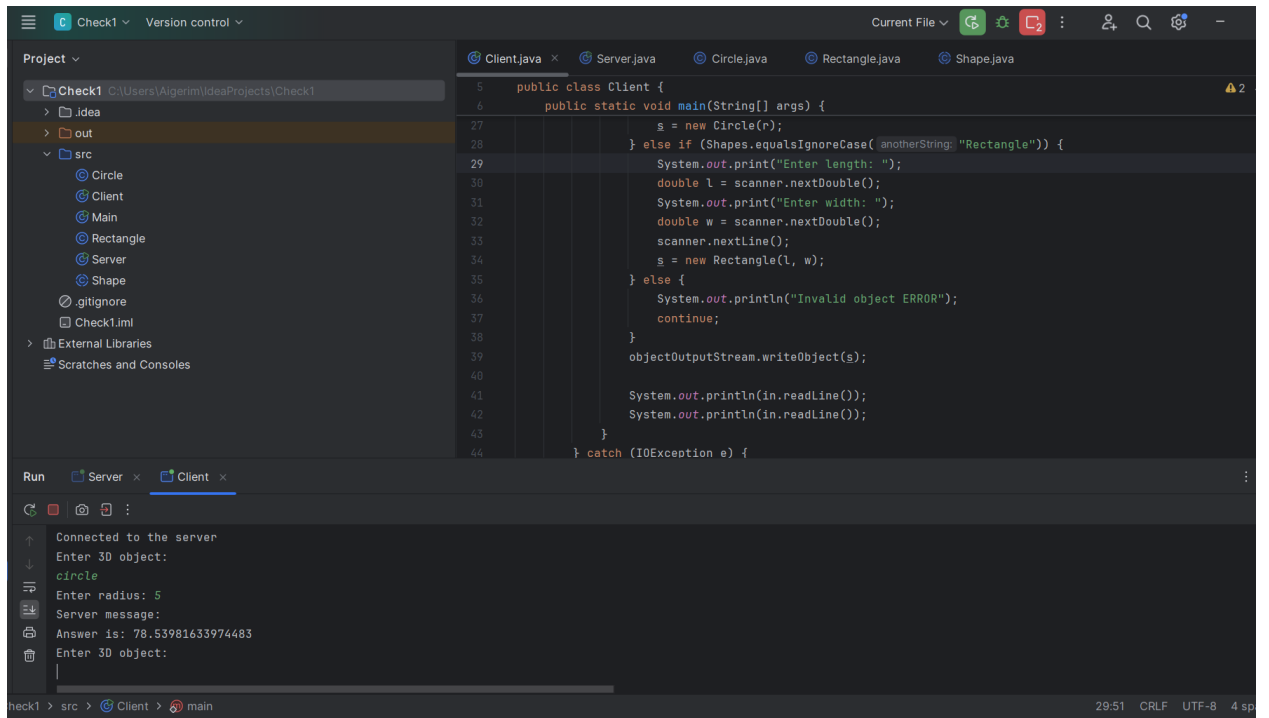 C Check1 Version control Current File 2
Project
Check1 C:\Users\Aigerim\IdeaProjects\Check1
.idea
out
src
Circle
Client
Main
Rectangle
Server
Shape
.gitignore
Check1.iml
External Libraries
Scratches and Consoles
Client.java Server.java Circle.java Rectangle.java Shape.java
5 public class Client {
2
6 public static void main(String[] args) {
27 s = new Circle(r);
28 } else if (Shapes.equalsIgnoreCase( anotherString: "Rectangle")) {
29 System.out.print("Enter length: ");
30 double l = scanner.nextDouble();
31 System.out.print("Enter width: ");
32 double w = scanner.nextDouble();
33 scanner.nextLine();
34 s = new Rectangle(l, w);
35 } else {
36 System.out.println("Invalid object ERROR");
37 continue;
38 }
39 objectOutputStream.writeObject(s);
40
41 System.out.println(in.readLine());
42 System.out.println(in.readLine());
43 }
44 } catch (IOException e) {
Run Server Client
Connected to the server
Enter 3D object:
circle
Enter radius: 5
Server message:
Answer is: 78.53981633974483
Enter 3D object:
heck1 > src > Client > main 29:51 CRLF UTF-8 4 spa